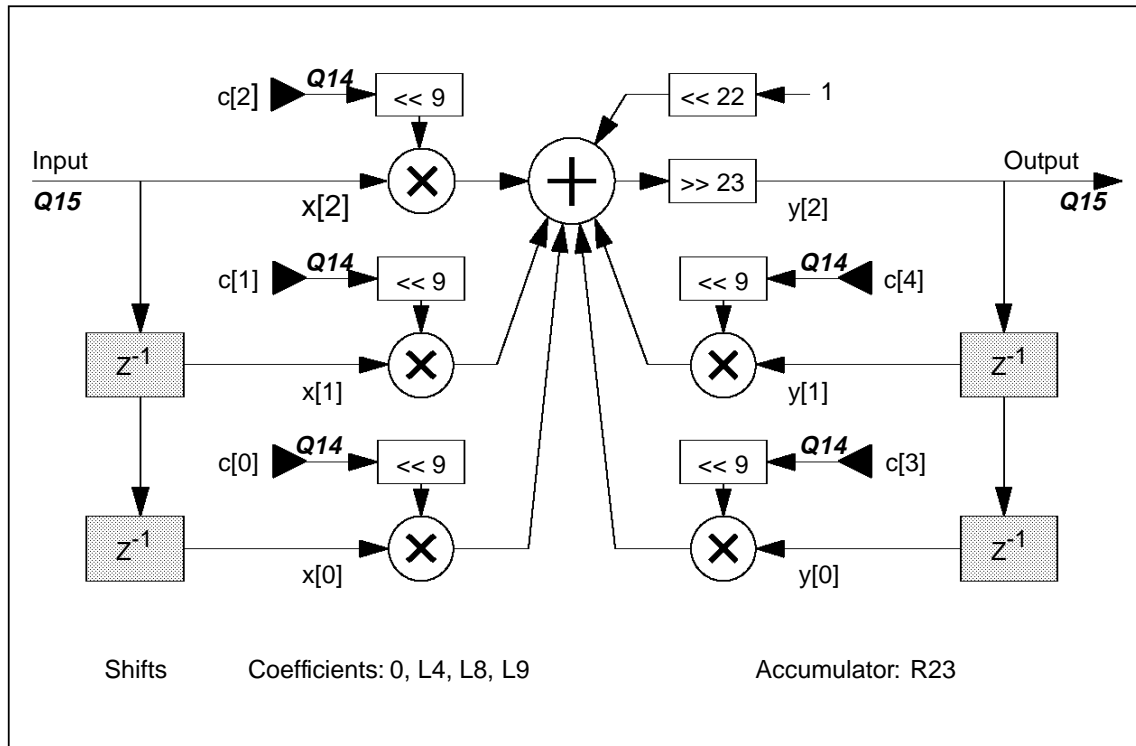 Q14
c[2]
<< 9
<< 22
1
Input
Output
Q15
x[2]
>> 23
y[2]
Q15
Q14
c[1]
<< 9
Q14
<< 9
c[4]
Z-1
x[1]
y[1]
Z-1
Q14
c[0]
<< 9
Q14
<< 9
c[3]
Z-1
x[0]
y[0]
Z-1
Shifts
Coefficients: 0, L4, L8, L9
Accumulator: R23